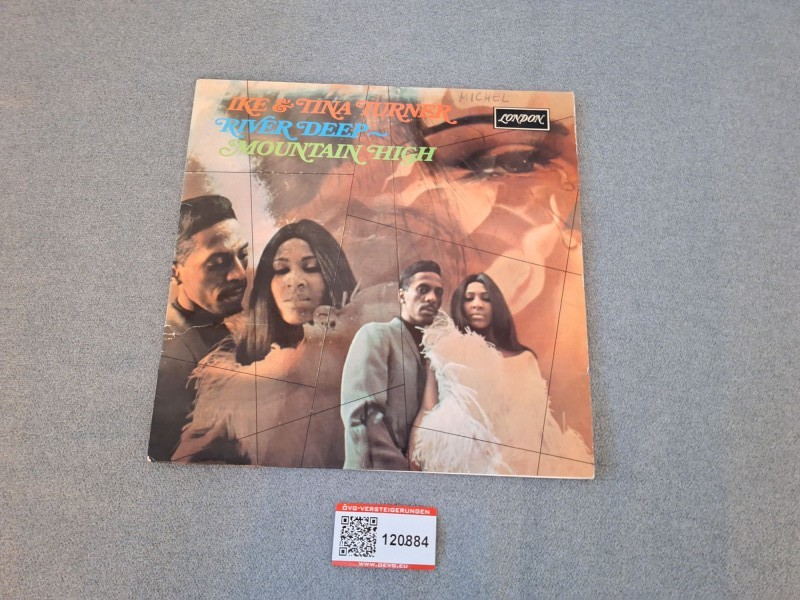 MICHEL
IKE & TINA TURNER
RIVER DEEP~
MOUNTAIN HIGH
LONDON
ÖVG-VERSTEIGERUNGEN
120884
WWW.OEVG.EU